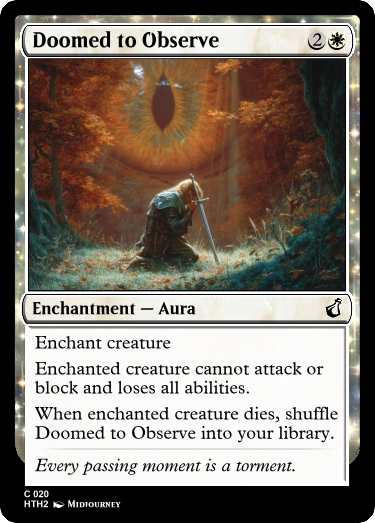 Doomed to Observe 2
Enchantment — Aura
Enchant creature
Enchanted creature cannot attack or
block and loses all abilities.
When enchanted creature dies, shuffle
Doomed to Observe into your library.
Every passing moment is a torment.
C 020
HTH2 Midjourney